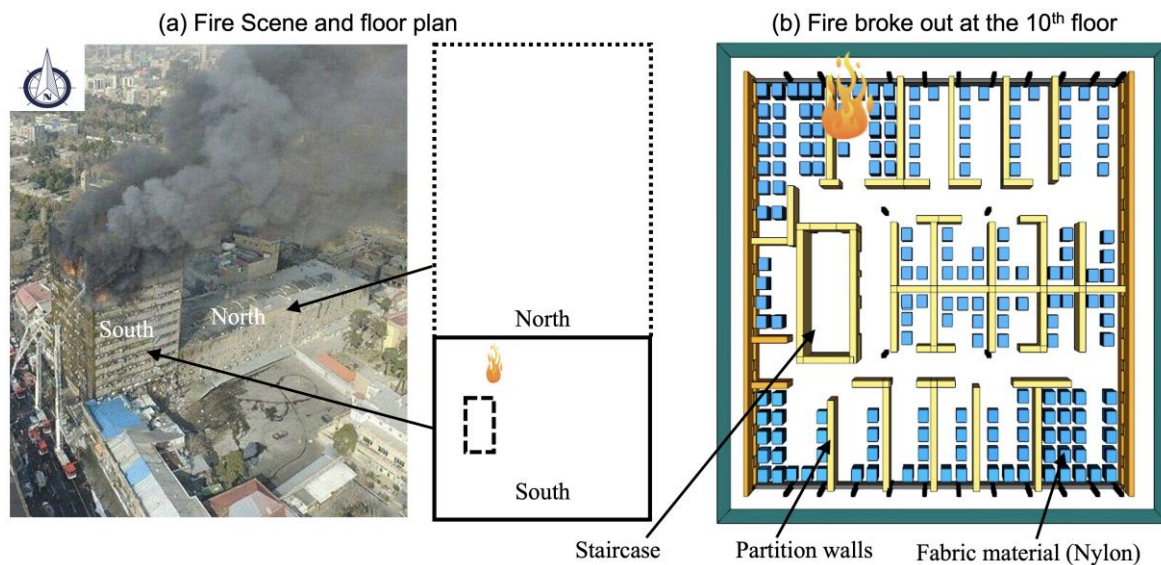 (a) Fire Scene and floor plan
(b) Fire broke out at the 10th floor
N
South
North
North
South
Staircase
Partition walls
Fabric material (Nylon)